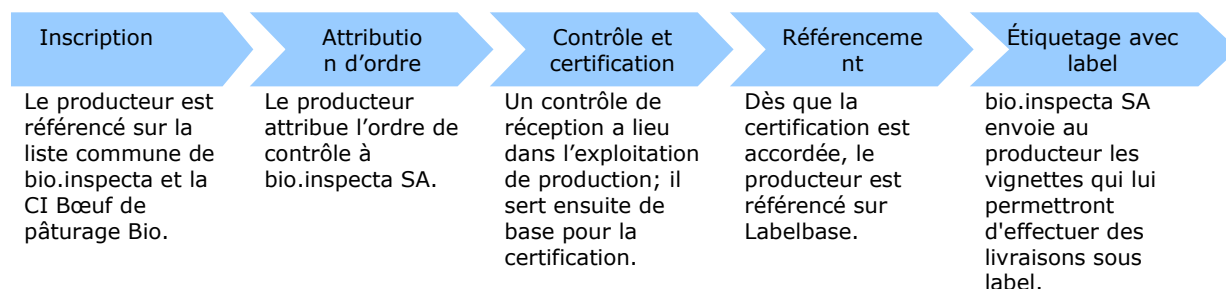 Inscription
Le producteur est
référencé sur la
liste commune de
bio.inspecta et la
CI Bœuf de
pâturage Bio.
Attributio
n d’ordre
Le producteur
attribue l’ordre de
contrôle à
bio.inspecta SA.
Contrôle et
certification
Un contrôle de
réception a lieu
dans l’exploitation
de production; il
sert ensuite de
base pour la
certification.
Référenceme
nt
Dès que la
certification est
accordée, le
producteur est
référencé sur
Labelbase.
Étiquetage avec
label
bio.inspecta SA
envoie au
producteur les
vignettes qui lui
permettront
d'effectuer des
livraisons sous
label.